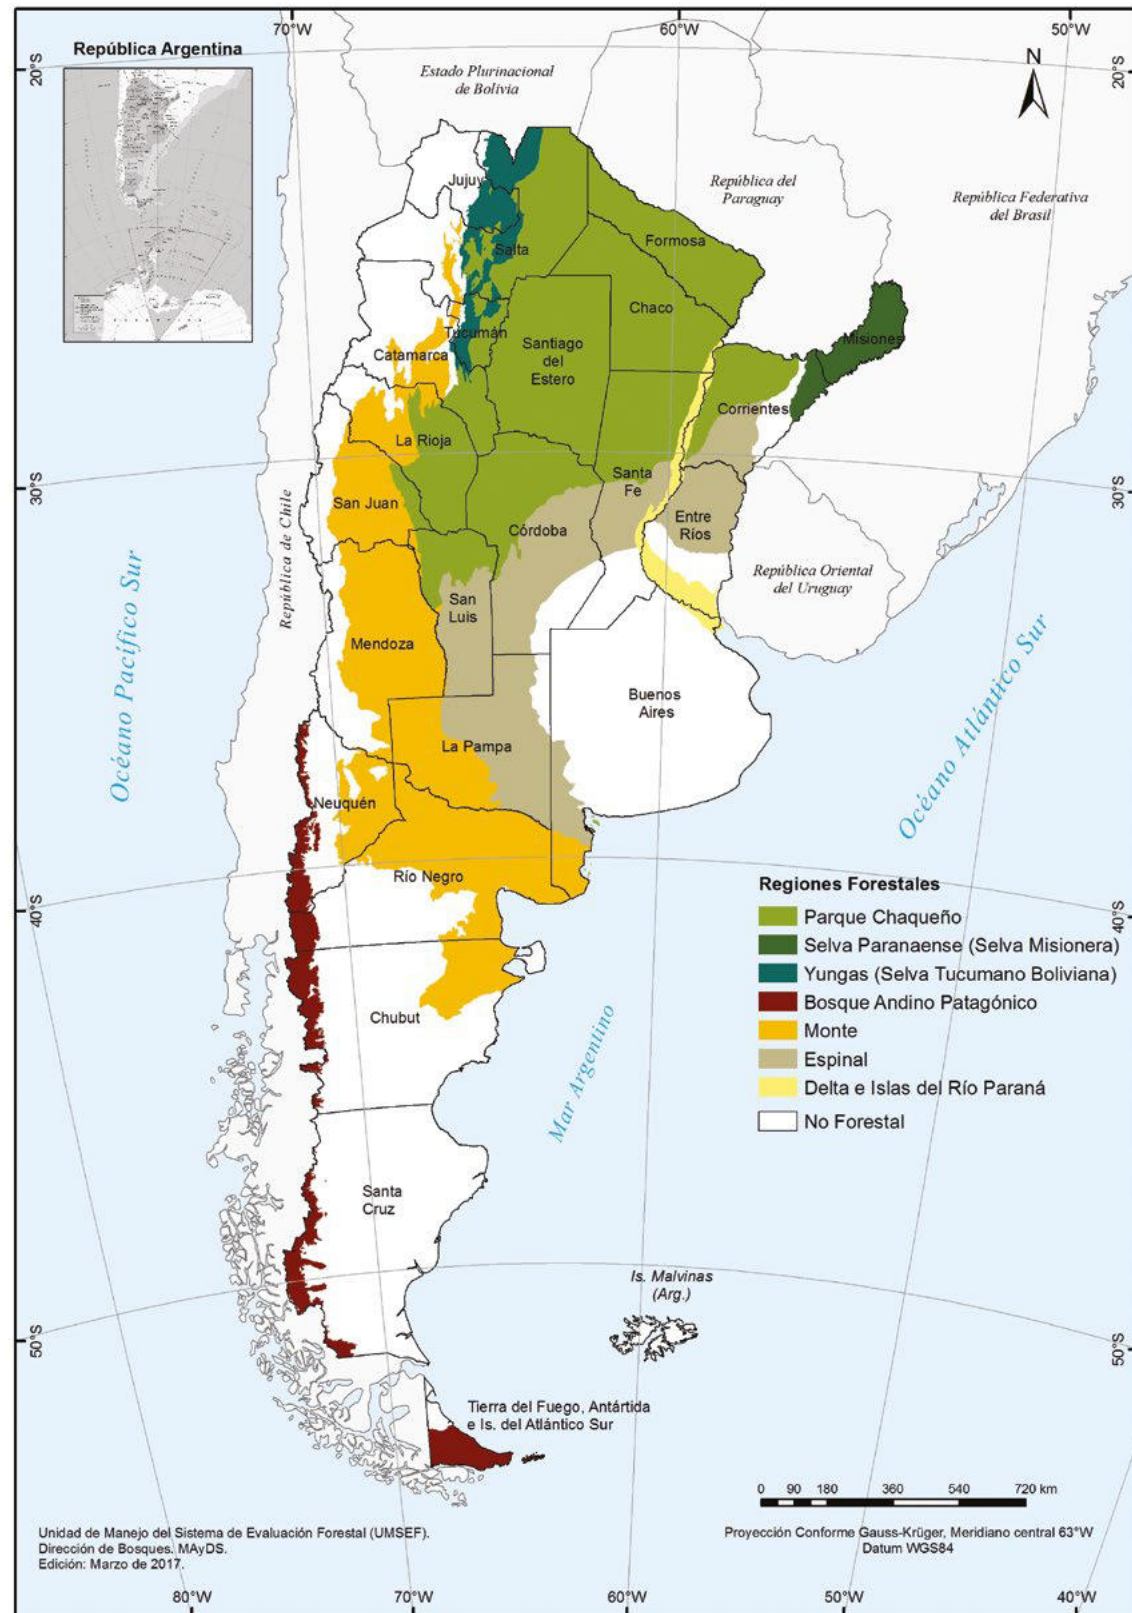 70°W
60°W
50°W
20°S
20°S
República Argentina
N
Estado Plurinacional
de Bolivia
República del
Paraguay
República Federativa
del Brasil
Jujuy
Salta
Formosa
Chaco
Tucumán
Santiago
del
Estero
Misiones
Catamarca
Corrientes
La Rioja
Santa
Fe
30°S
30°S
San Juan
Córdoba
Entre
Ríos
República de Chile
República Oriental
del Uruguay
San
Luis
Mendoza
Buenos
Aires
Océano Pacífico Sur
Océano Atlántico Sur
La Pampa
Neuquén
Río Negro
40°S
40°S
Chubut
Mar Argentino
Regiones Forestales
Parque Chaqueño
Selva Paranaense (Selva Misionera)
Yungas (Selva Tucumano Boliviana)
Bosque Andino Patagónico
Monte
Espinal
Delta e Islas del Río Paraná
No Forestal
Santa
Cruz
Is. Malvinas
(Arg.)
50°S
50°S
Tierra del Fuego, Antártida
e Is. del Atlántico Sur
0 90 180 360 540 720 km
Unidad de Manejo del Sistema de Evaluación Forestal (UMSEF).
Dirección de Bosques. MAyDS.
Edición: Marzo de 2017.
Proyección Conforme Gauss-Krüger, Meridiano central 63°W
Datum WGS84
80°W
70°W
60°W
50°W
40°W